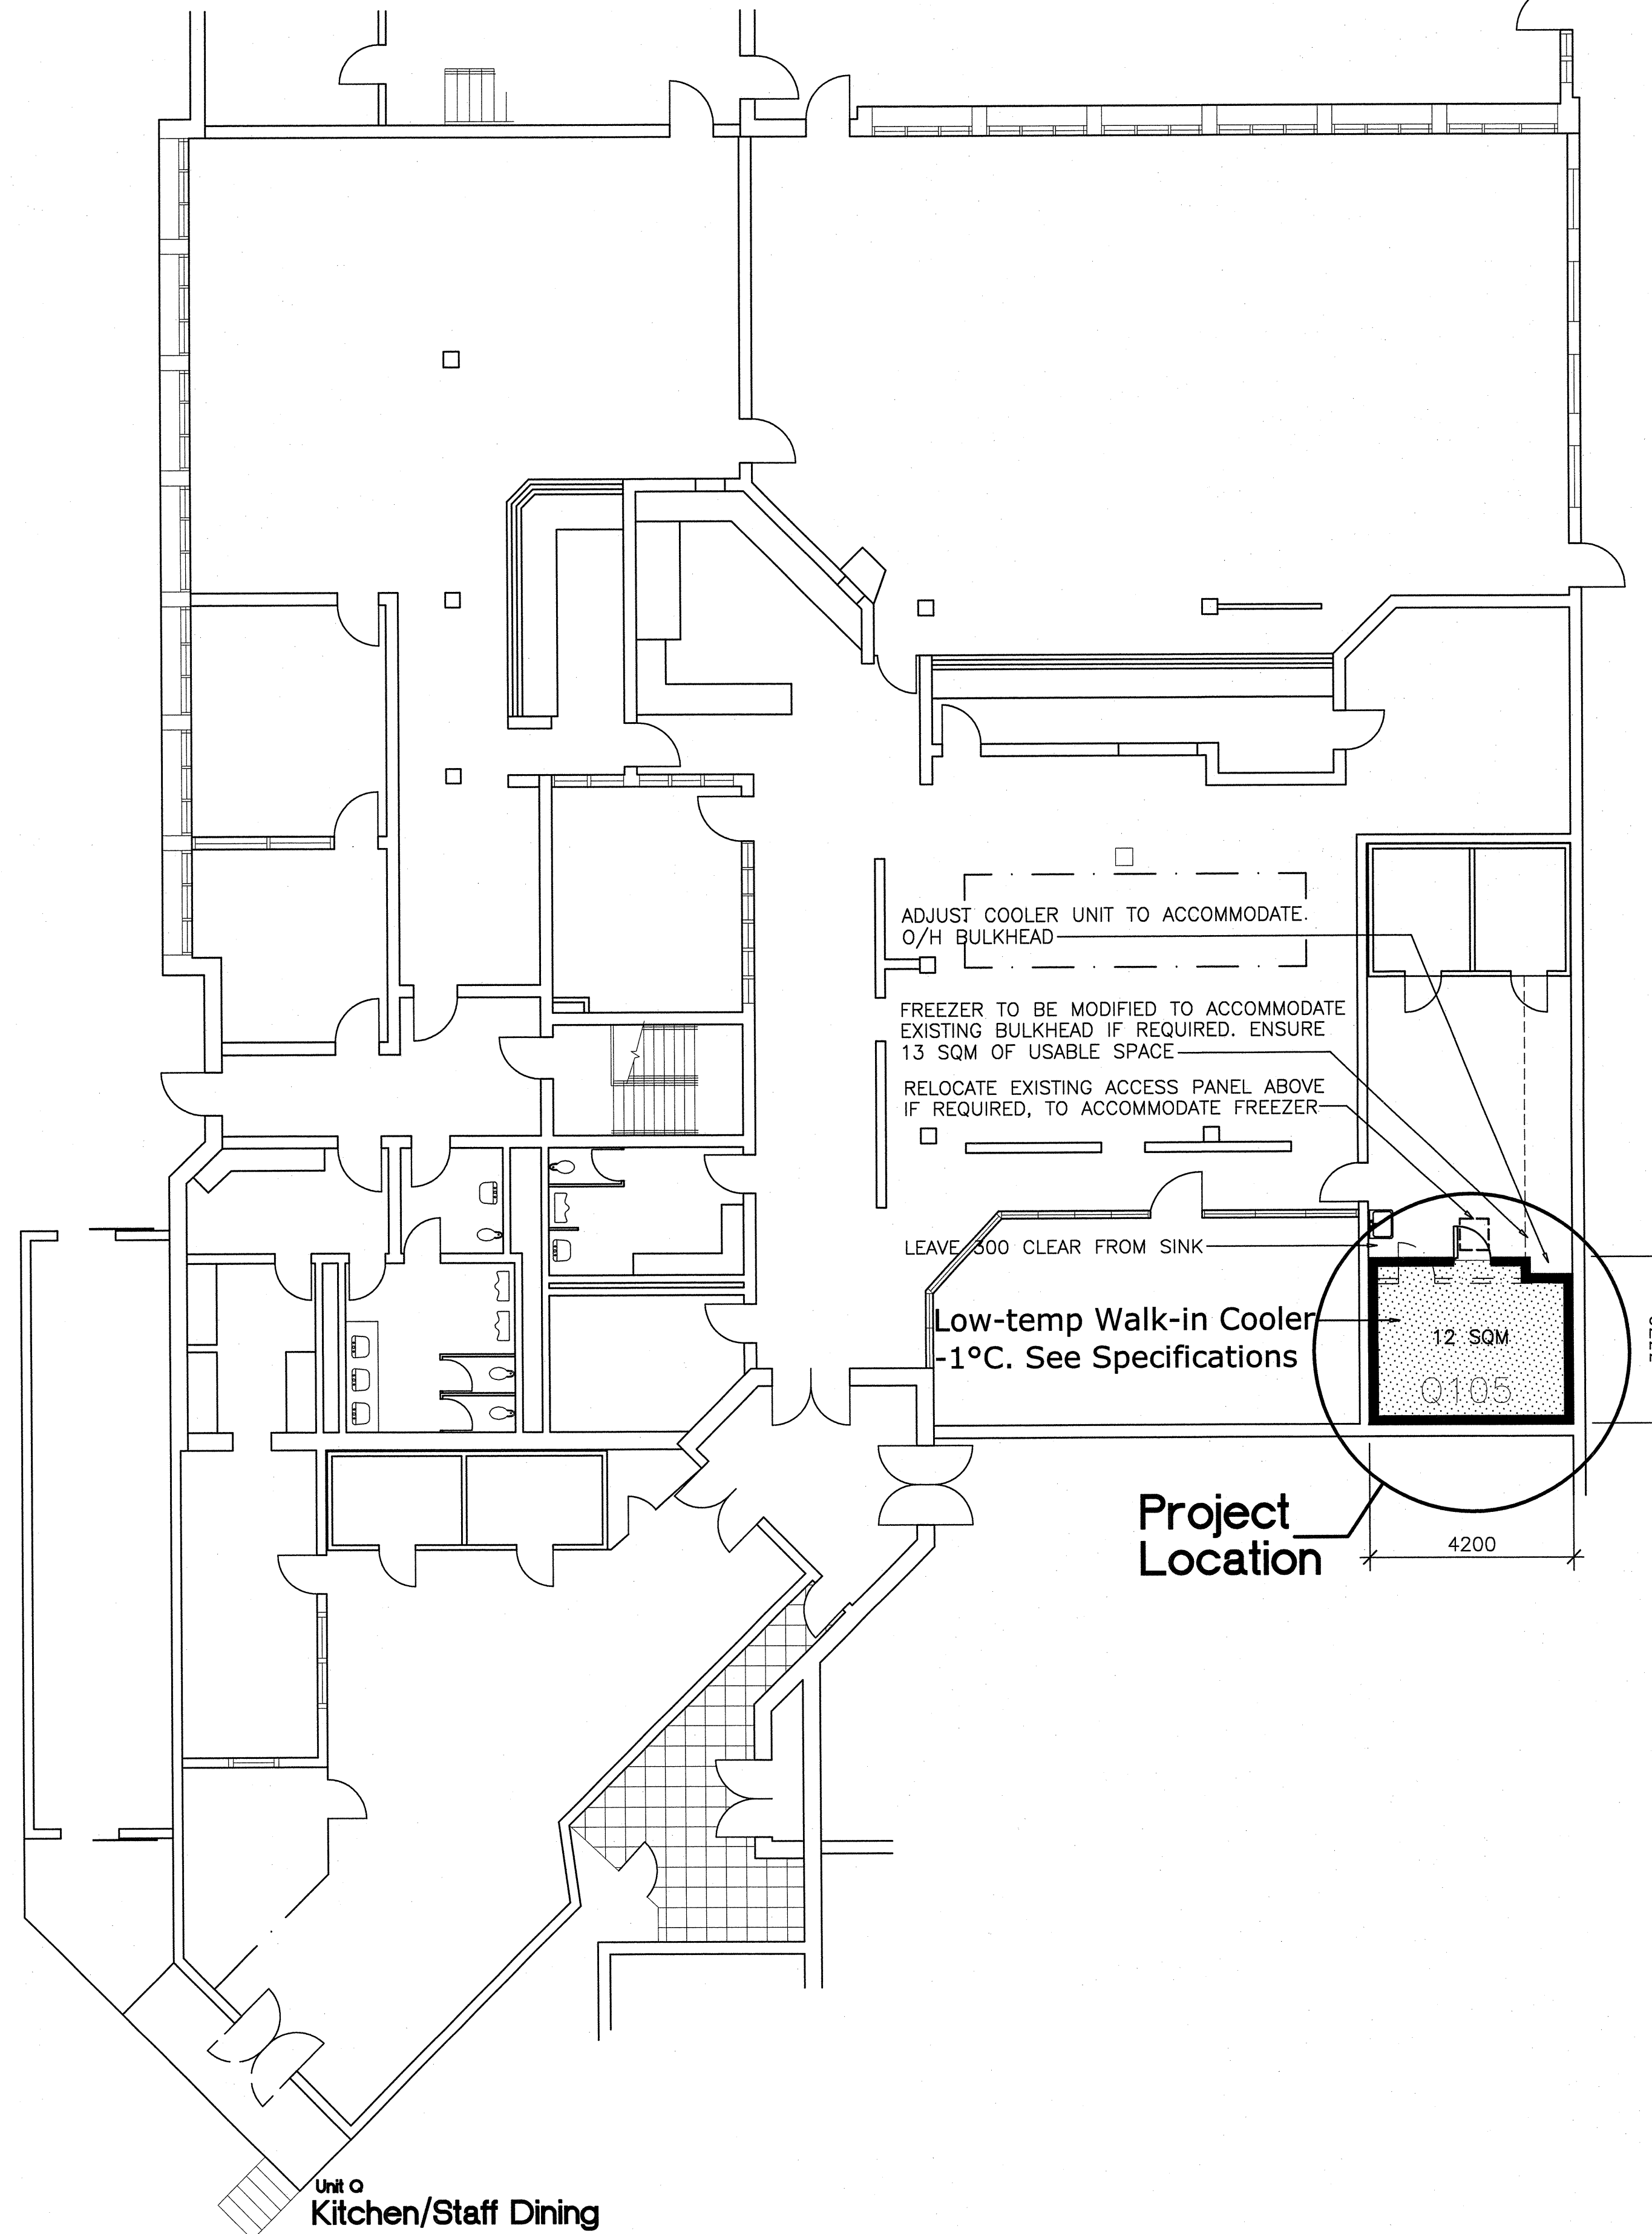 ADJUST COOLER UNIT TO ACCOMMODATE.
O/H BULKHEAD
FREEZER TO BE MODIFIED TO ACCOMMODATE
EXISTING BULKHEAD IF REQUIRED. ENSURE
13 SQM OF USABLE SPACE
RELOCATE EXISTING ACCESS PANEL ABOVE
IF REQUIRED, TO ACCOMMODATE FREEZER
LEAVE 300 CLEAR FROM SINK
Low-temp Walk-in Cooler
-1°C. See Specifications
12 SQM
Q105
Project
Location
4200
Unit Q
Kitchen/Staff Dining